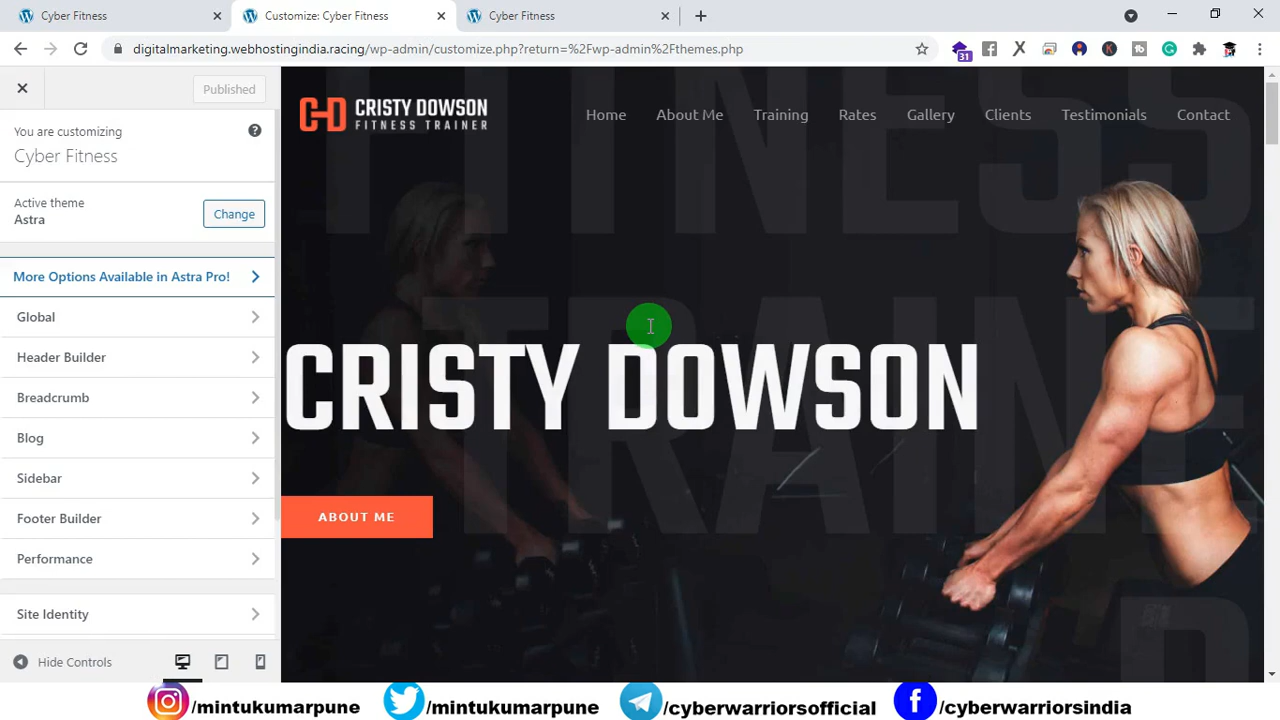 Cyber Fitness
Customize: Cyber Fitness
Cyber Fitness
digitalmarketing.webhostingindia.racing/wp-admin/customize.php?return=%2Fwp-admin%2Fthemes.php
31
Published
You are customizing
Cyber Fitness
Active theme
Astra
Change
More Options Available in Astra Pro!
Global
Header Builder
Breadcrumb
Blog
Sidebar
Footer Builder
Performance
Site Identity
Hide Controls
CRISTY DOWSON
FITNESS TRAINER
Home
About Me
Training
Rates
Gallery
Clients
Testimonials
Contact
FITNESS
TRAINE
CRISTY DOWSON
ABOUT ME
/mintukumarpune
/mintukumarpune
/cyberwarriorsofficial
/cyberwarriorsindia